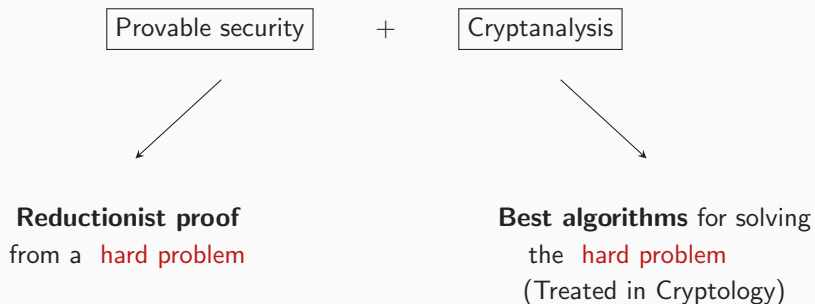 Provable security + Cryptanalysis
Reductionist proof
from a hard problem
Best algorithms for solving
the hard problem
(Treated in Cryptology)